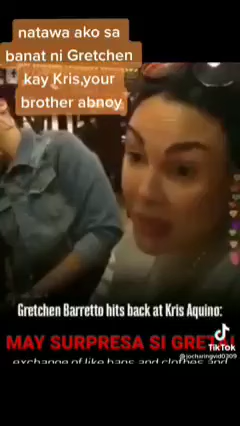 natawa ako sa
banat ni Gretchen
kay Kris,your
brother abnoy
Gretchen Barretto hits back at Kris Aquino:
MAY SURPRESA SI
TikTok
@jocharingvid0309
exchange of like bags and clothes and